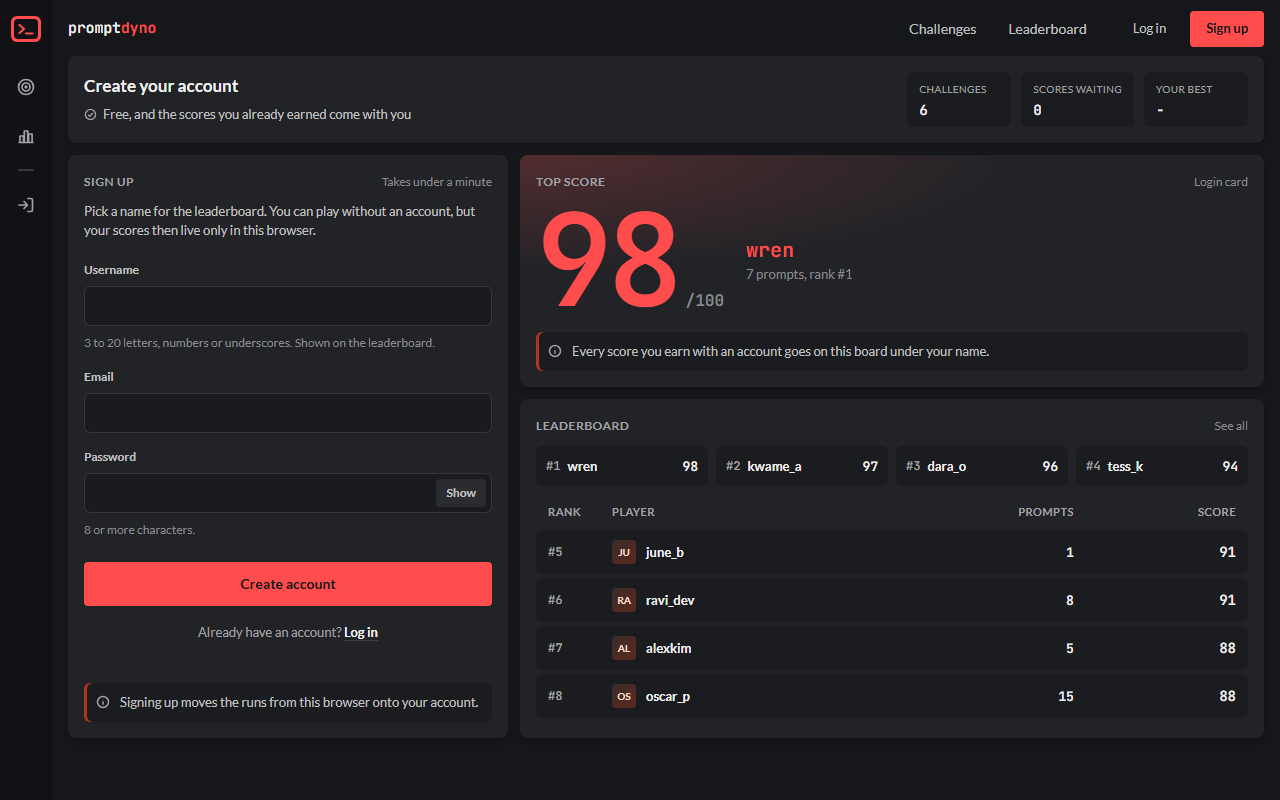 promptdyno
Challenges
Leaderboard
Log in
Sign up
Create your account
Free, and the scores you already earned come with you
CHALLENGES
6
SCORES WAITING
0
YOUR BEST
-
SIGN UP
Takes under a minute
Pick a name for the leaderboard. You can play without an account, but
your scores then live only in this browser.
Username
3 to 20 letters, numbers or underscores. Shown on the leaderboard.
Email
Password
Show
8 or more characters.
Create account
Already have an account? Log in
Signing up moves the runs from this browser onto your account.
TOP SCORE
Login card
98 /100
wren
7 prompts, rank #1
Every score you earn with an account goes on this board under your name.
LEADERBOARD
See all
#1 wren 98
#2 kwame_a 97
#3 dara_o 96
#4 tess_k 94
RANK PLAYER PROMPTS SCORE
#5 JU june_b 1 91
#6 RA ravi_dev 8 91
#7 AL alexkim 5 88
#8 OS oscar_p 15 88